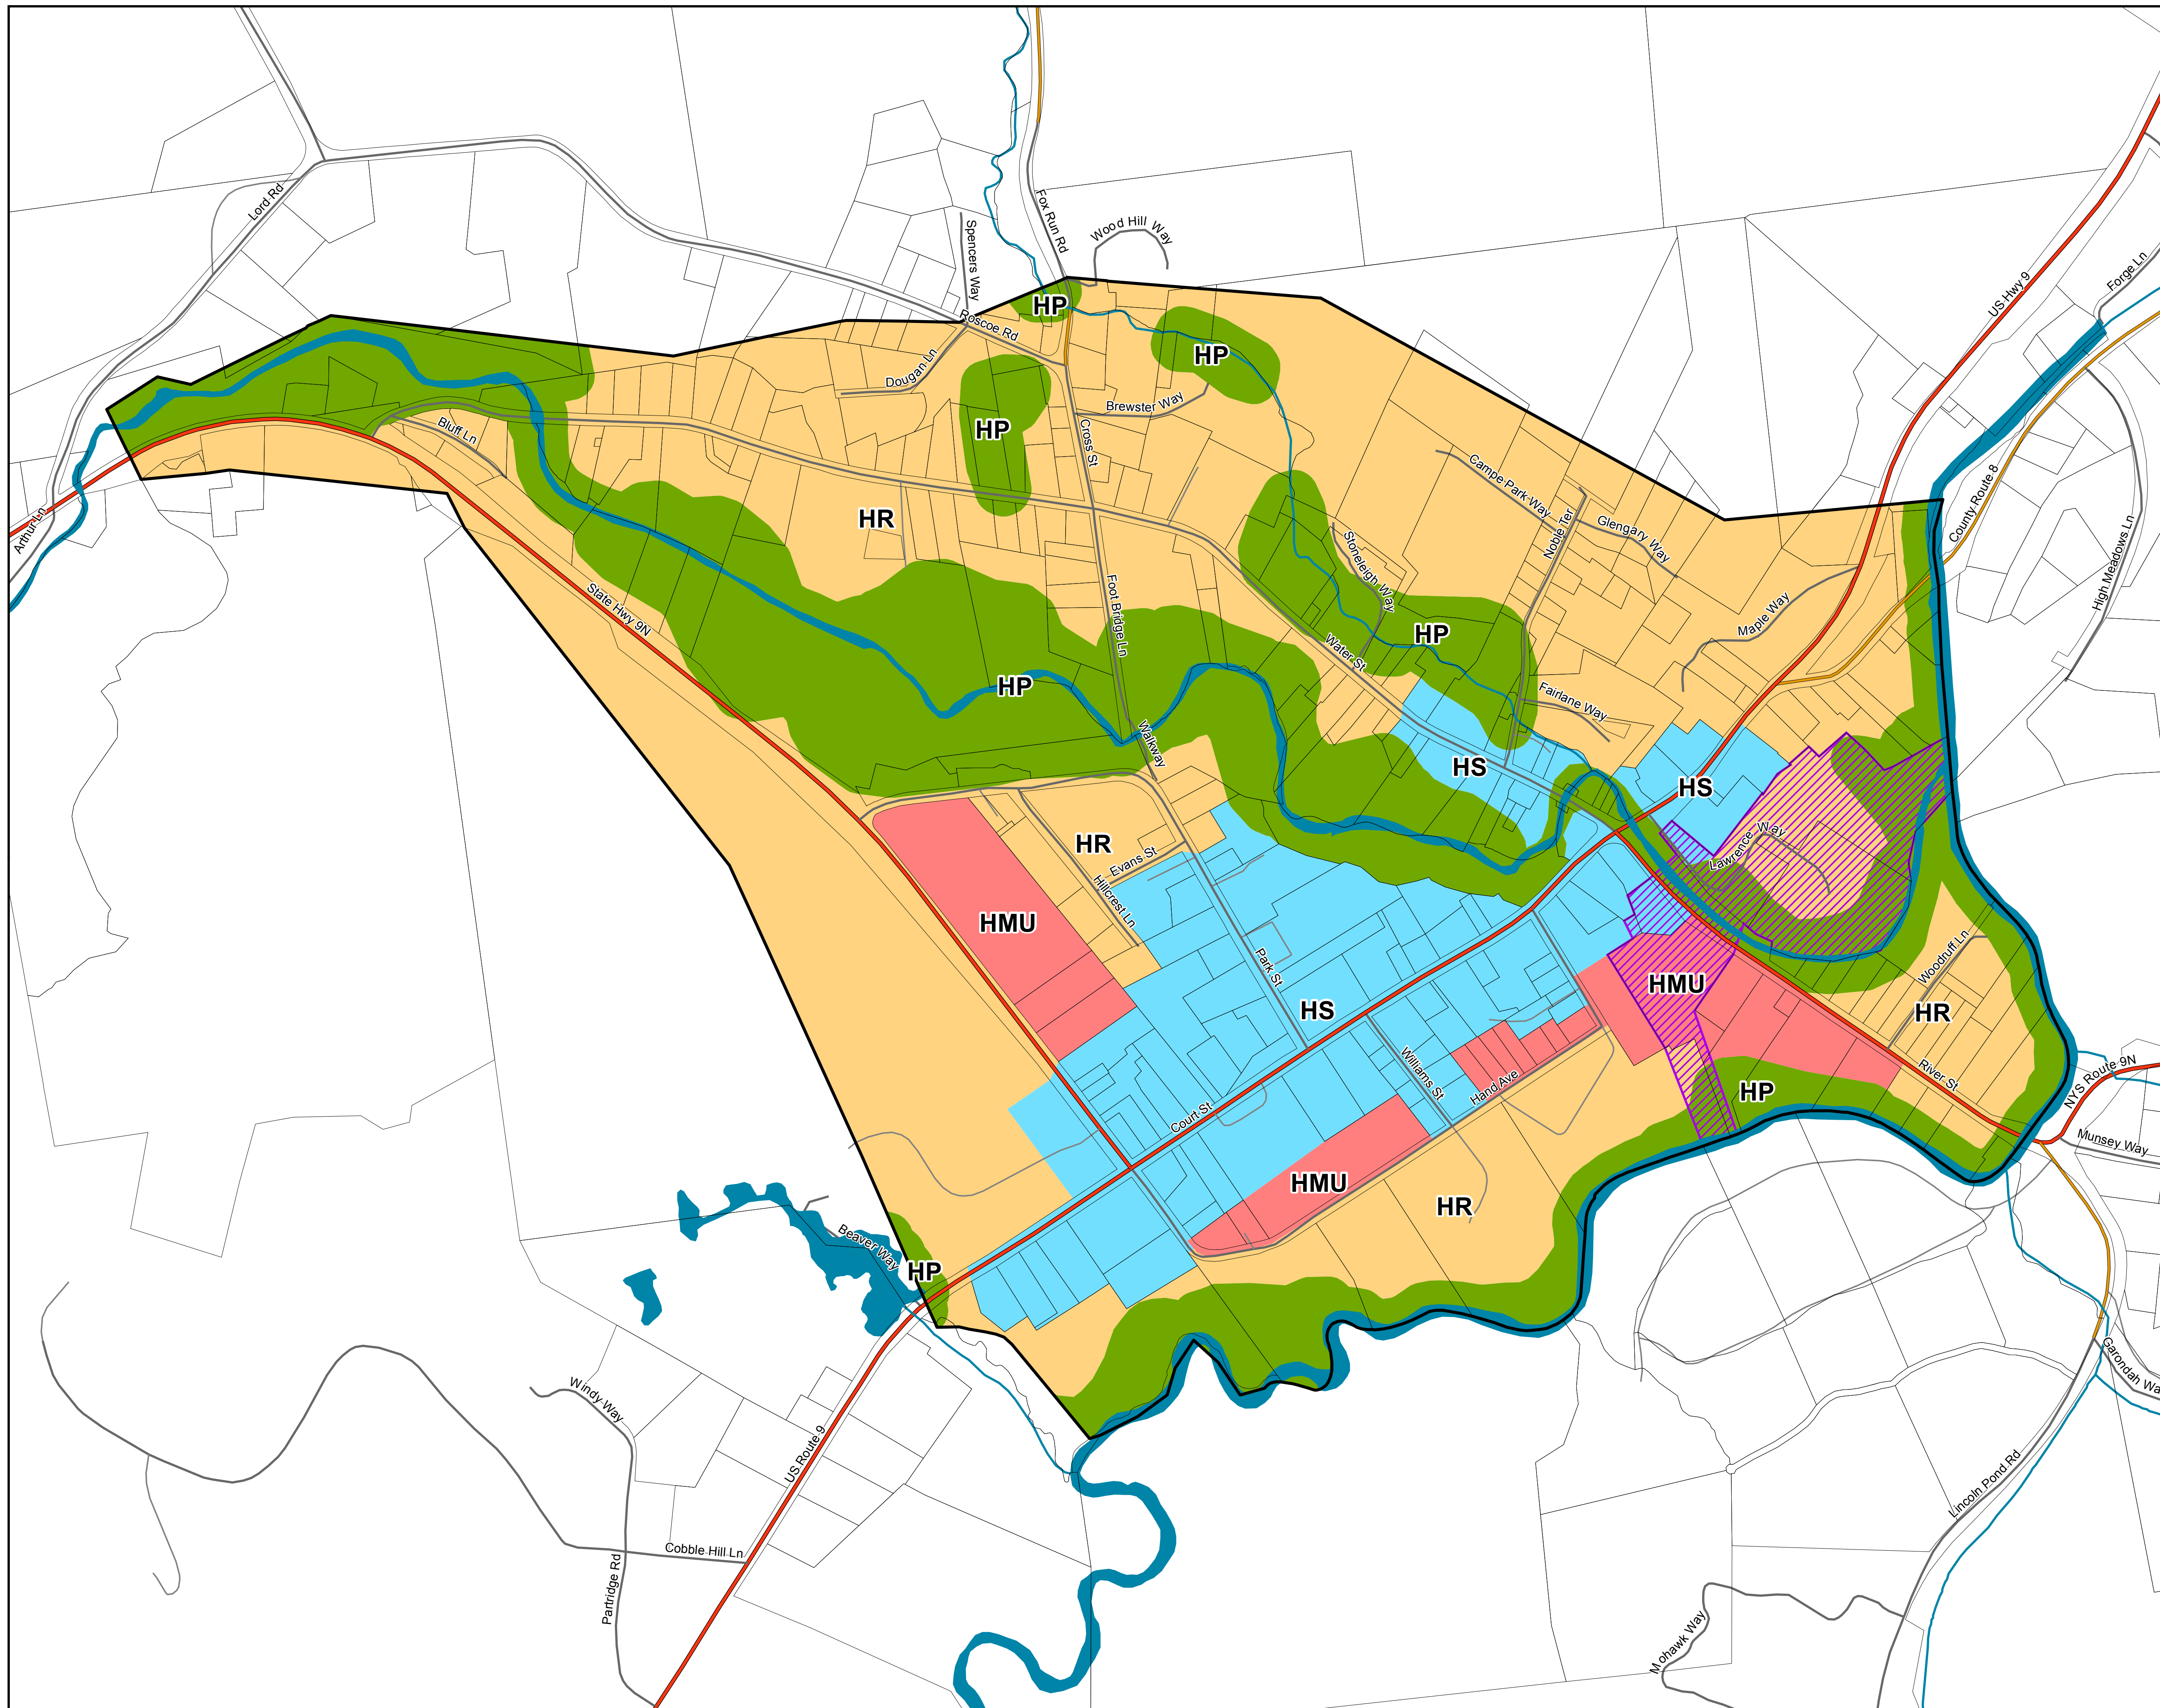 Lord Rd
Spencers Way
Fox Run Rd
Wood Hill Way
US Hwy 9
Forge Ln
HP
Roscoe Rd
HP
Dougan Ln
Brewster Way
Bluff Ln
HP
Cross St
Campe Park Way
County Route 8
Arthur Ln
HR
Noble Ter
Glengary Way
Stoneleigh Way
High Meadows Ln
State Hwy 9N
Foot Bridge Ln
HP
Water St
Maple Way
HP
Fairlane Way
Walkway
HS
HS
HR
Evans St
Lawrence Way
Hillcrest Ln
HMU
Park St
Woodruff Ln
HMU
HS
HR
Williams St
Hand Ave
River St
NYS Route 9N
HP
Court St
Munsey Way
HMU
HR
Beaver Way
HP
Windy Way
Garondah Wa
US Route 9
Lincoln Pond Rd
Cobble Hill Ln
Partridge Rd
Mohawk Way